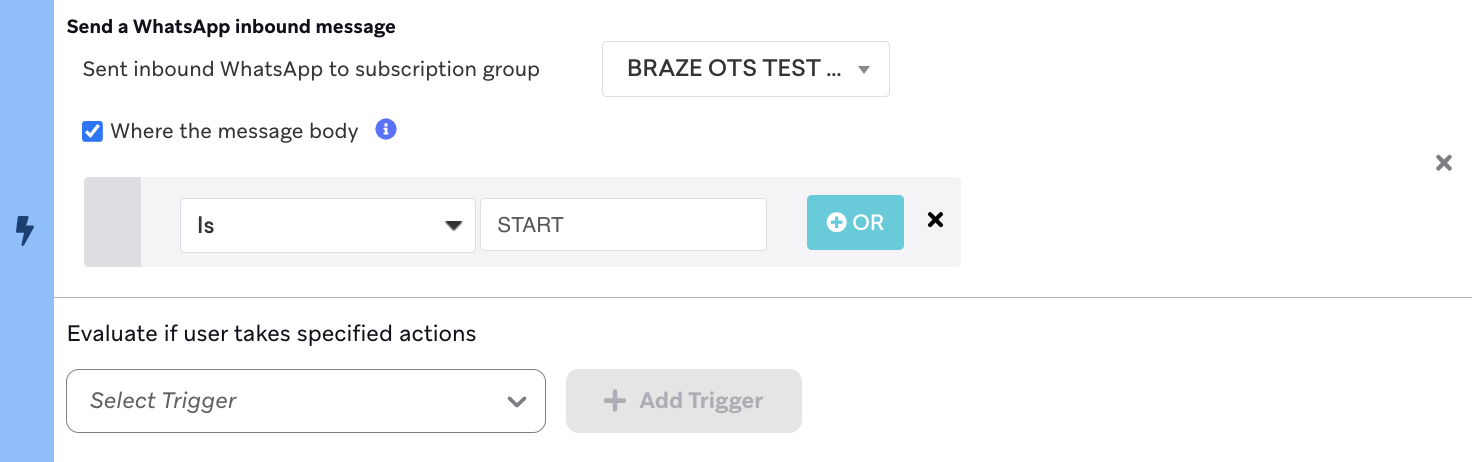 Send a WhatsApp inbound message
Sent inbound WhatsApp to subscription group BRAZE OTS TEST ...
Where the message body
Is START OR
Evaluate if user takes specified actions
Select Trigger Add Trigger